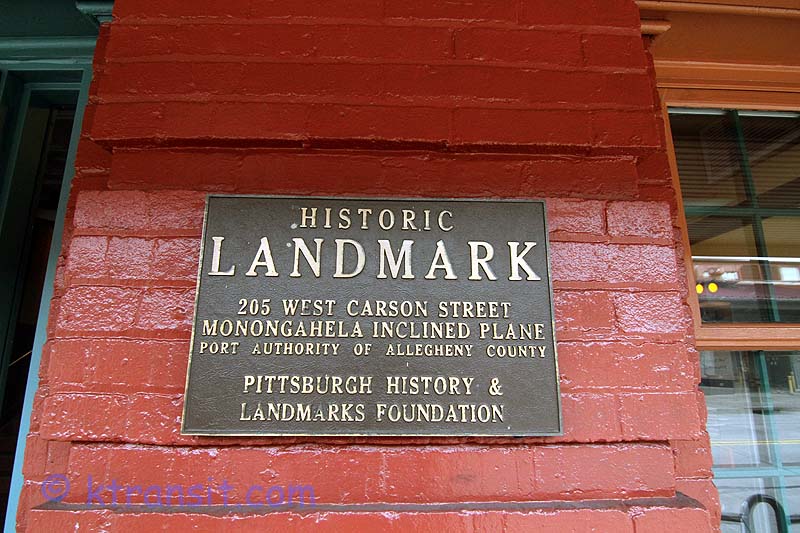 HISTORIC
LANDMARK
205 WEST CARSON STREET
MONONGAHELA INCLINED PLANE
PORT AUTHORITY OF ALLEGHENY COUNTY
PITTSBURGH HISTORY &
LANDMARKS FOUNDATION
© ktransit.com